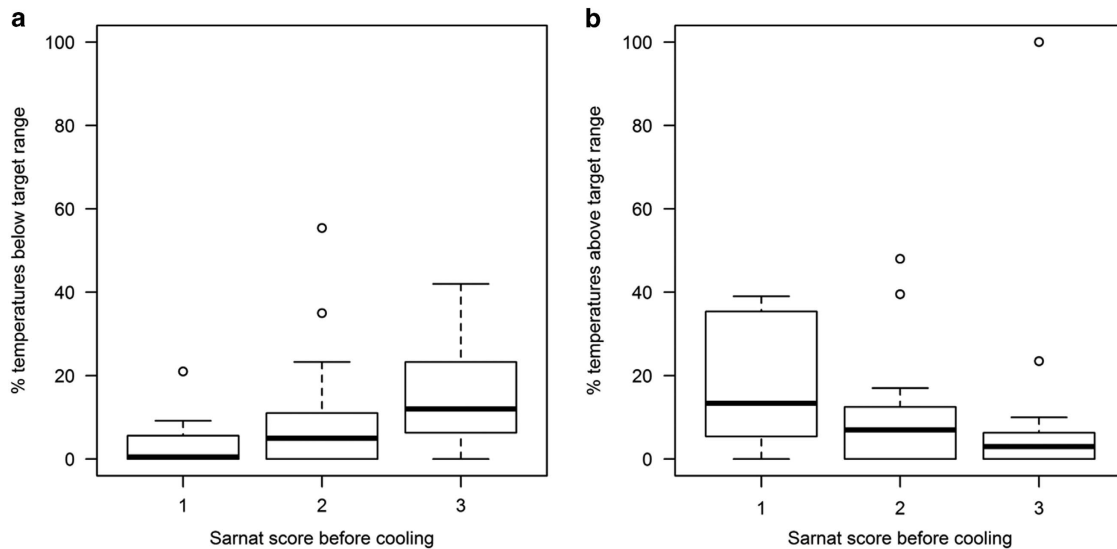 a
% temperatures below target range
100
80
60
40
20
0
1 2 3
Sarnat score before cooling
b
% temperatures above target range
100
80
60
40
20
0
1 2 3
Sarnat score before cooling